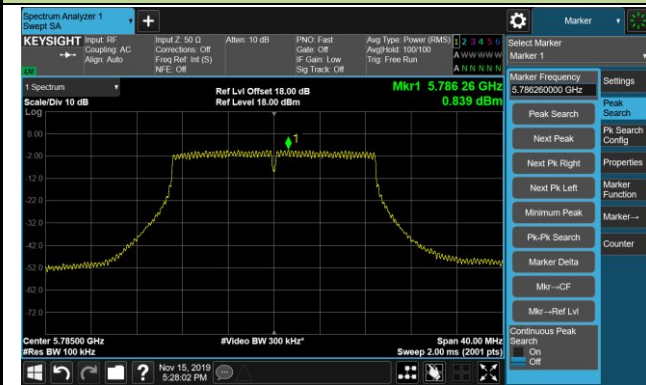 Spectrum Analyzer 1
Swept SA
+
Marker
KEYSIGHT
Input: RF
Coupling: AC
Align: Auto
Input Z: 50 Ω
Corrections: Off
Freq Ref: Int (S)
NFE: Off
Atten: 10 dB
PNO: Fast
Gate: Off
IF Gain: Low
Sig Track: Off
Avg Type: Power (RMS)
Avg|Hold: 100/100
Trig: Free Run
1 2 3 4 5 6
A W W W W W
A N N N N N
Select Marker
Marker 1
1 Spectrum
Scale/Div 10 dB
Ref Lvl Offset 18.00 dB
Ref Level 18.00 dBm
Mkr1 5.786 26 GHz
0.839 dBm
Log
8.00
-2.00
-12.0
-22.0
-32.0
-42.0
-52.0
-62.0
-72.0
1
Center 5.78500 GHz
#Res BW 100 kHz
#Video BW 300 kHz*
Span 40.00 MHz
Sweep 2.00 ms (2001 pts)
Marker Frequency
5.786260000 GHz
Peak Search
Next Peak
Next Pk Right
Next Pk Left
Minimum Peak
Pk-Pk Search
Marker Delta
Mkr→CF
Mkr→Ref Lvl
Continuous Peak
Search
On
Off
Settings
Peak
Search
Pk Search
Config
Properties
Marker
Function
Marker→
Counter
?
Nov 15, 2019
5:28:02 PM